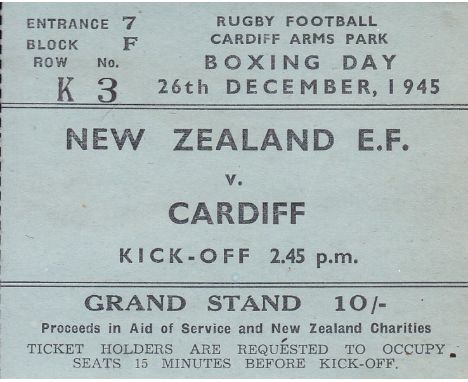 ENTRANCE 7
BLOCK F
ROW No.
K 3
RUGBY FOOTBALL
CARDIFF ARMS PARK
BOXING DAY
26th DECEMBER, 1945
NEW ZEALAND E.F.
v.
CARDIFF
KICK-OFF 2.45 p.m.
GRAND STAND 10/-
Proceeds in Aid of Service and New Zealand Charities
TICKET HOLDERS ARE REQUESTED TO OCCUPY
SEATS 15 MINUTES BEFORE KICK-OFF.